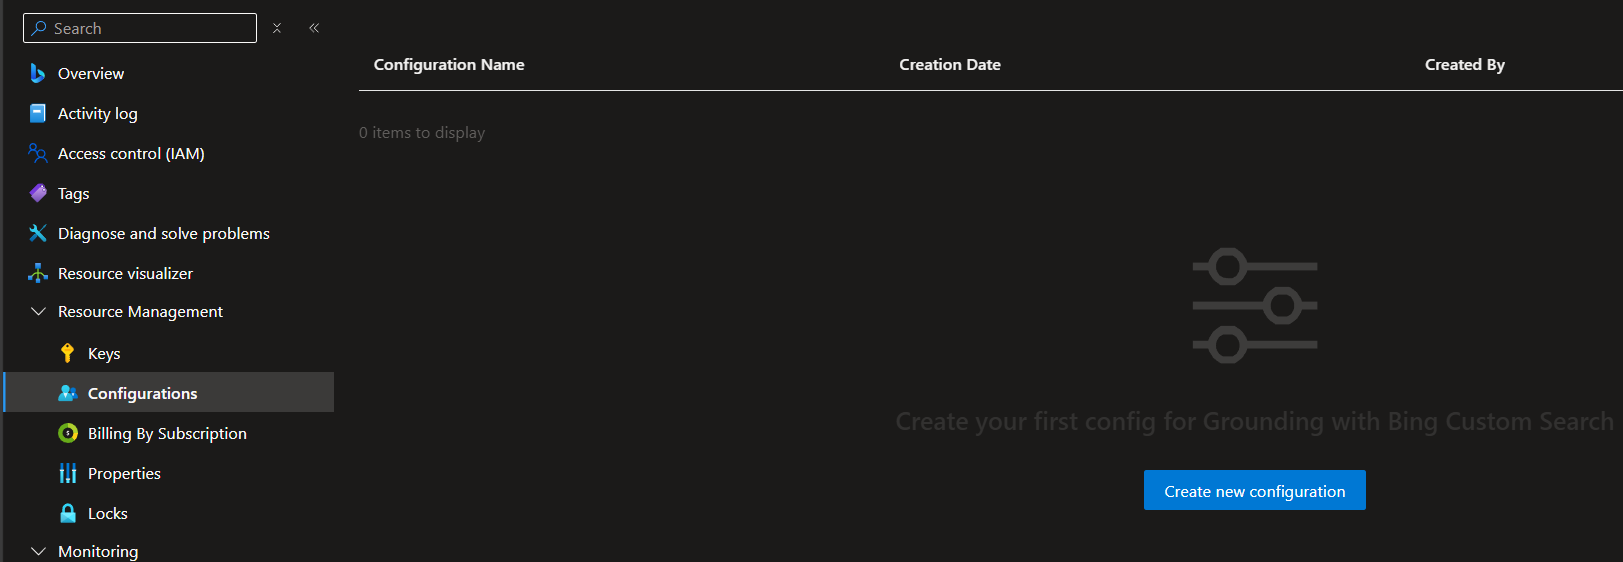 Search
Overview
Activity log
Access control (IAM)
Tags
Diagnose and solve problems
Resource visualizer
Resource Management
Keys
Configurations
Billing By Subscription
Properties
Locks
Monitoring
Configuration Name Creation Date Created By
0 items to display
Create your first config for Grounding with Bing Custom Search
Create new configuration